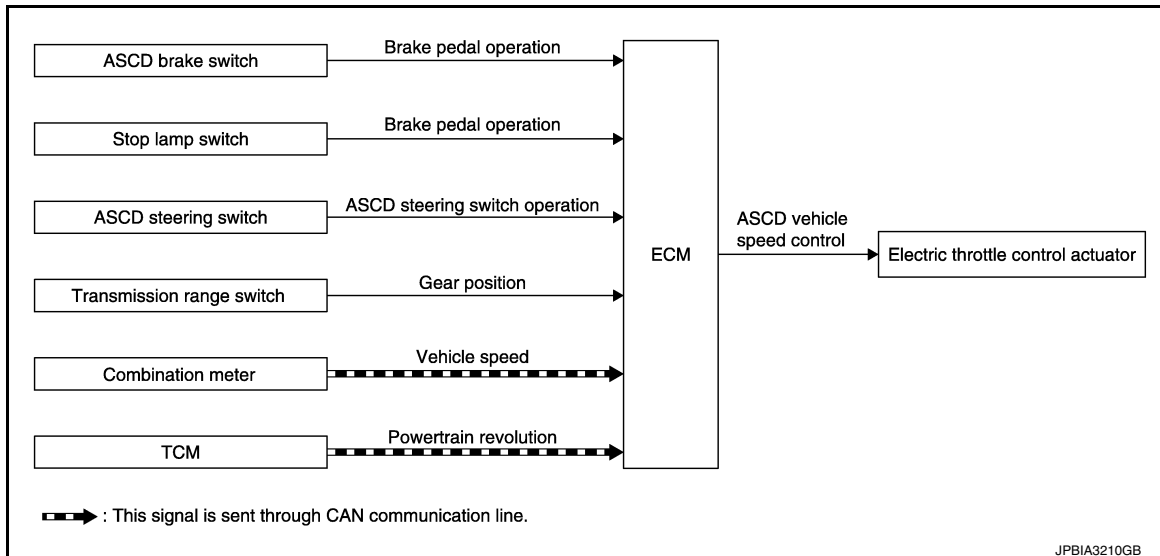 ASCD brake switch
Brake pedal operation
Stop lamp switch
Brake pedal operation
ASCD steering switch
ASCD steering switch operation
Transmission range switch
Gear position
Combination meter
Vehicle speed
TCM
Powertrain revolution
ECM
ASCD vehicle
speed control
Electric throttle control actuator
: This signal is sent through CAN communication line.
JPBIA3210GB